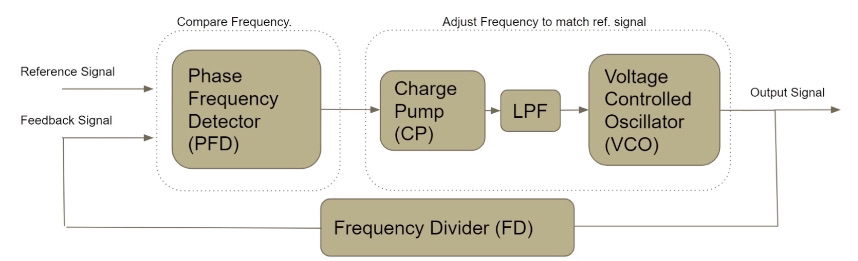 Compare Frequency.
Adjust Frequency to match ref. signal
Reference Signal
Feedback Signal
Phase
Frequency
Detector
(PFD)
Charge
Pump
(CP)
LPF
Voltage
Controlled
Oscillator
(VCO)
Output Signal
Frequency Divider (FD)